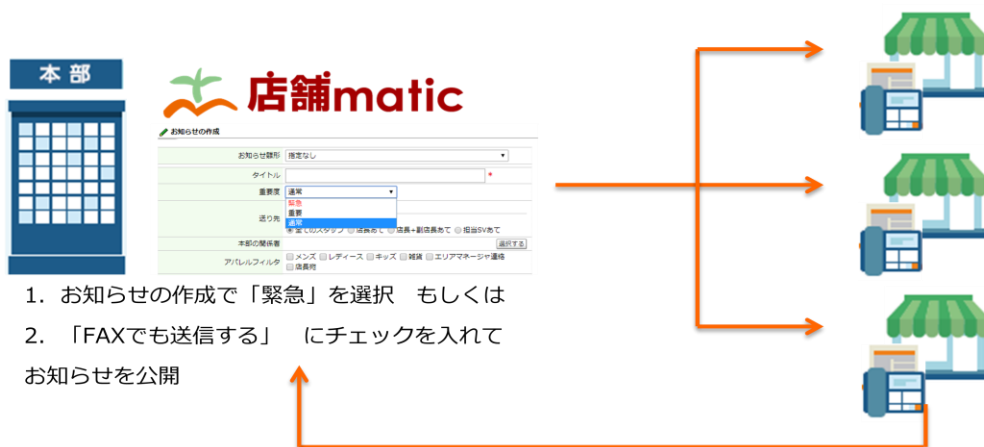 本部
店舗matic
お知らせの作成
お知らせ雛形 指定なし
タイトル *
重要度 通常
緊急
重要
通常
送り先
全てのスタッフ 店長あて 店長+副店長あて 担当SVあて
本部の関係者 選択する
アパレルフィルタ メンズ レディース キッズ 雑貨 エリアマネージャ連絡
店長宛
1. お知らせの作成で「緊急」を選択 もしくは
2. 「FAXでも送信する」 にチェックを入れて
お知らせを公開